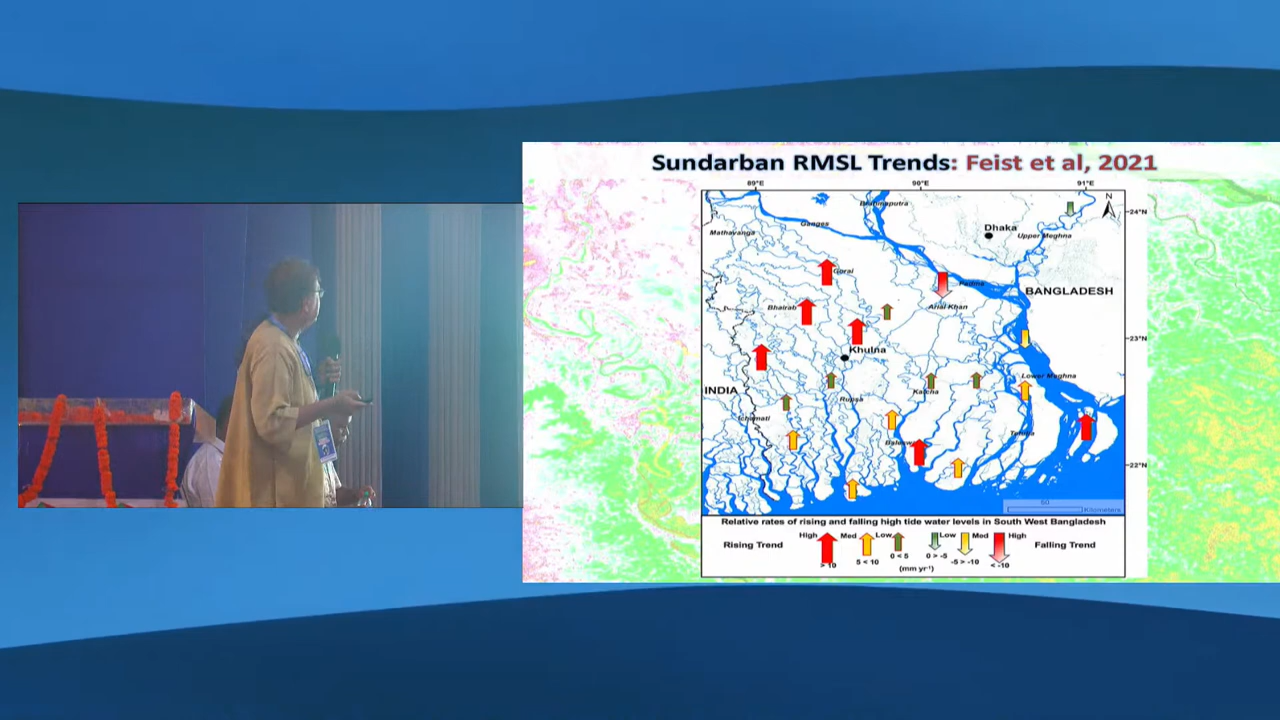 Sundarban RMSL Trends: Feist et al, 2021
89°E 90°E 91°E
N
24°N
Brahmaputra
Ganges
Mathavanga
Dhaka
Upper Meghna
Gorai
Padma
BANGLADESH
Bhairab
Arial Khan
23°N
Khulna
Lower Meghna
INDIA
Katcha
Rupsa
Ichamati
Tentulia
22°N
50
Kilometers
Relative rates of rising and falling high tide water levels in South West Bangladesh
Rising Trend High Med Low Low Med High Falling Trend
> 10 5 < 10 0 < 5 0 > -5 -5 > -10 < -10
(mm yr⁻¹)